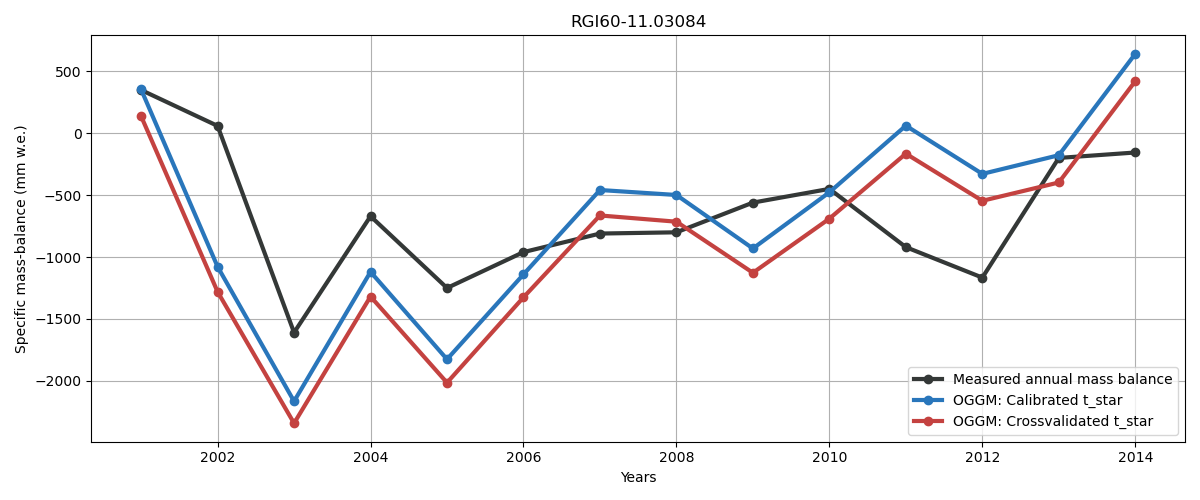 RGI60-11.03084
Specific mass-balance (mm w.e.)
500
0
−500
−1000
−1500
−2000
Measured annual mass balance
OGGM: Calibrated t_star
OGGM: Crossvalidated t_star
2002 2004 2006 2008 2010 2012 2014
Years